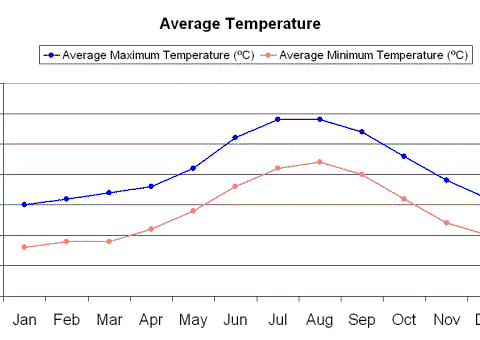 Average Temperature
Average Maximum Temperature (ºC) Average Minimum Temperature (ºC)
Jan Feb Mar Apr May Jun Jul Aug Sep Oct Nov